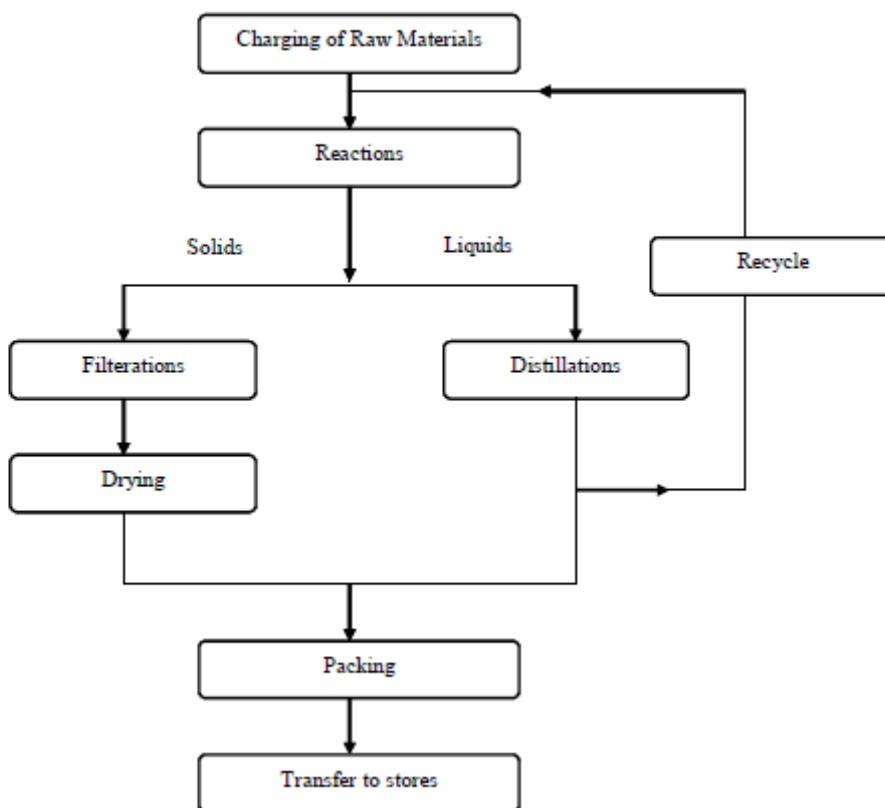 Charging of Raw Materials
Reactions
Solids
Liquids
Recycle
Filterations
Distillations
Drying
Packing
Transfer to stores